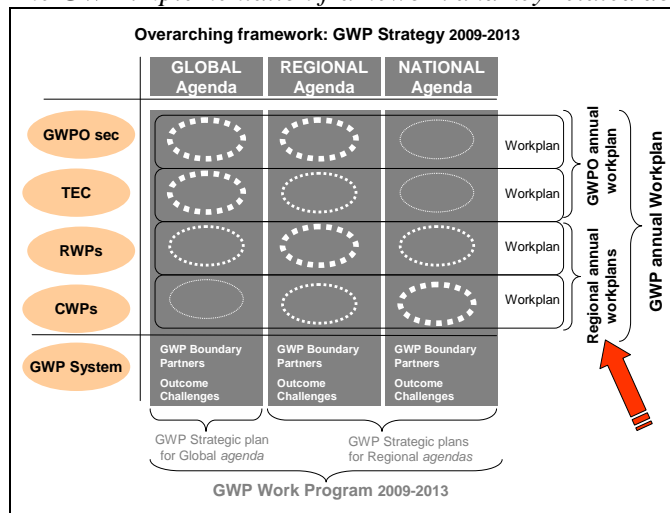 Overarching framework: GWP Strategy 2009-2013
GLOBAL
Agenda
REGIONAL
Agenda
NATIONAL
Agenda
GWPO sec
Workplan
TEC
Workplan
RWPs
Workplan
CWPs
Workplan
GWPO annual
workplan
Regional annual
workplans
GWP annual Workplan
GWP System
GWP Boundary
Partners
Outcome
Challenges
GWP Boundary
Partners
Outcome
Challenges
GWP Boundary
Partners
Outcome
Challenges
GWP Strategic plan
for Global agenda
GWP Strategic plans
for Regional agendas
GWP Work Program 2009-2013